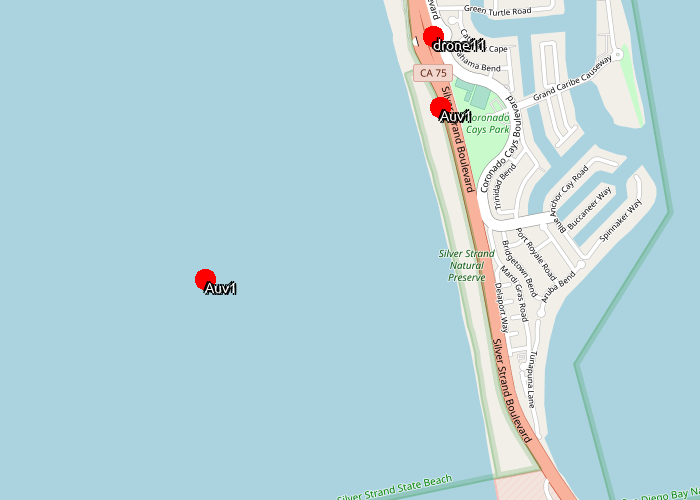 Green Turtle Road
drone11
Cape
Bahama Bend
CA 75
Grand Caribe Causeway
Auv1
Coronado
Cays Park
Silver Strand Boulevard
Coronado Cays Boulevard
Trinidad Bend
Anchor Cay Road
Buccaneer Way
Spinnaker Way
Port Royale Road
Bridgetown Bend
Mardi Gras Road
Aruba Bend
Delaport Way
Silver Strand
Natural
Preserve
Auv1
Tunapuna Lane
Silver Strand Boulevard
Silver Strand State Beach
Diego Bay